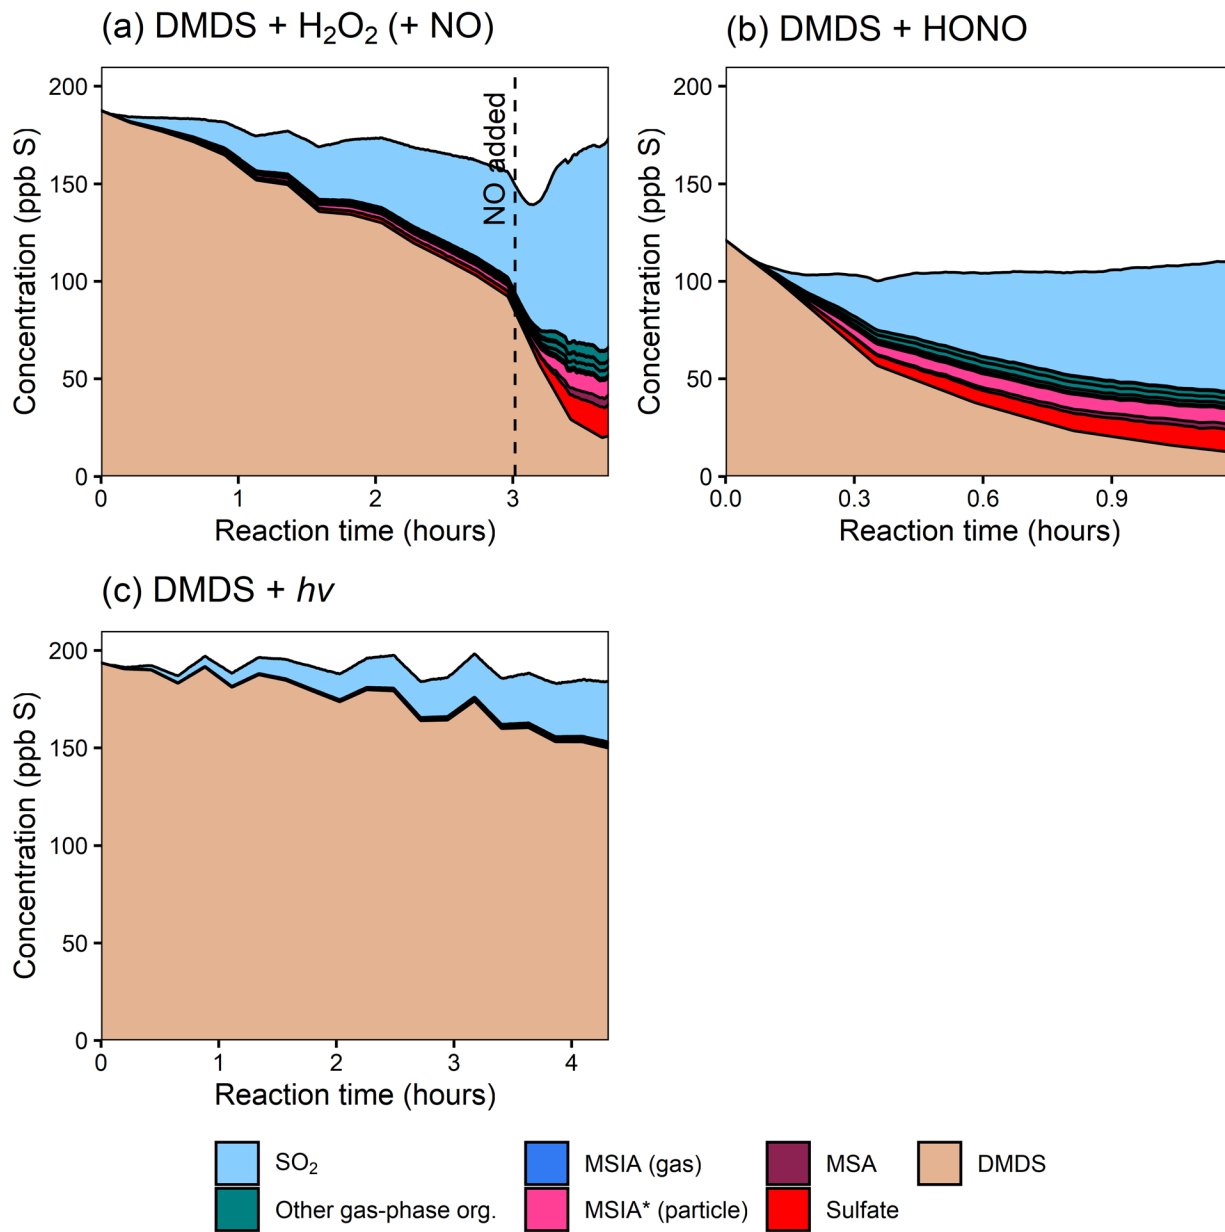 (a) DMDS + H₂O₂ (+ NO)
Concentration (ppb S)
200
150
100
50
0
NO added
0 1 2 3
Reaction time (hours)
(b) DMDS + HONO
Concentration (ppb S)
200
150
100
50
0
0.0 0.3 0.6 0.9
Reaction time (hours)
(c) DMDS + hν
Concentration (ppb S)
200
150
100
50
0
0 1 2 3 4
Reaction time (hours)
SO₂ MSIA (gas) MSA DMDS
Other gas-phase org. MSIA* (particle) Sulfate